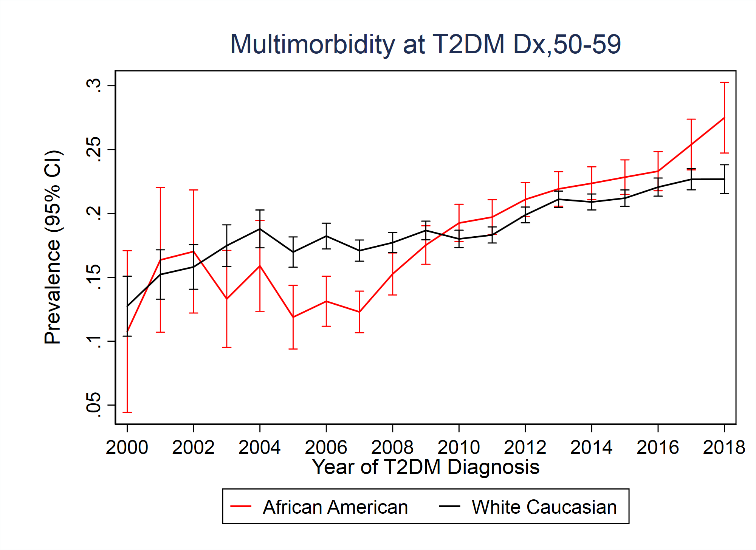 Multimorbidity at T2DM Dx,50-59
Prevalence (95% CI)
.3
.25
.2
.15
.1
.05
2000 2002 2004 2006 2008 2010 2012 2014 2016 2018
Year of T2DM Diagnosis
African American White Caucasian